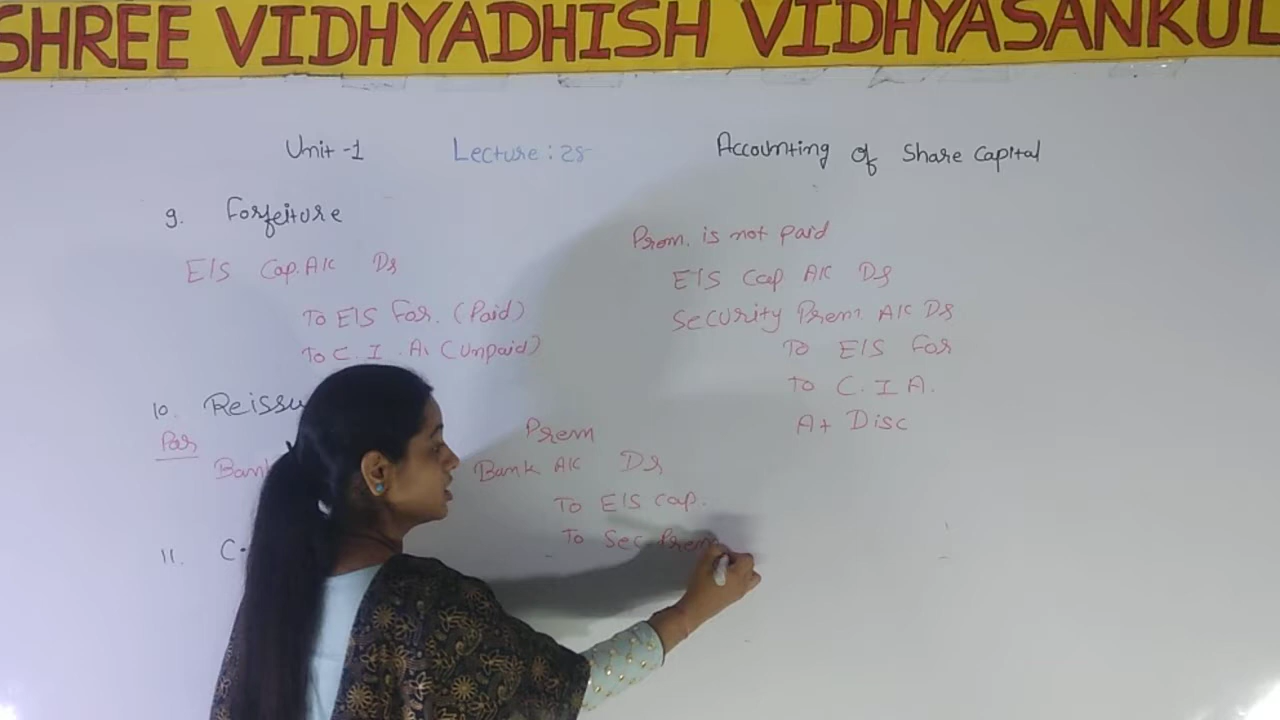 SHREE VIDHYADHISH VIDHYASANKUL
Unit-1 Lecture: 28 Accounting of Share Capital
9. Forfeiture
E/S Cap. A/c Dr
To E/S For. (Paid)
To C. I. A. (Unpaid)
Prem. is not paid
E/S Cap A/c Dr
Security Prem A/c Dr
To E/S For
To C. I. A.
At Disc
10. Reissu
Par
Bank
Prem
Bank A/c Dr
To E/S Cap.
To Sec Prem
11. C.